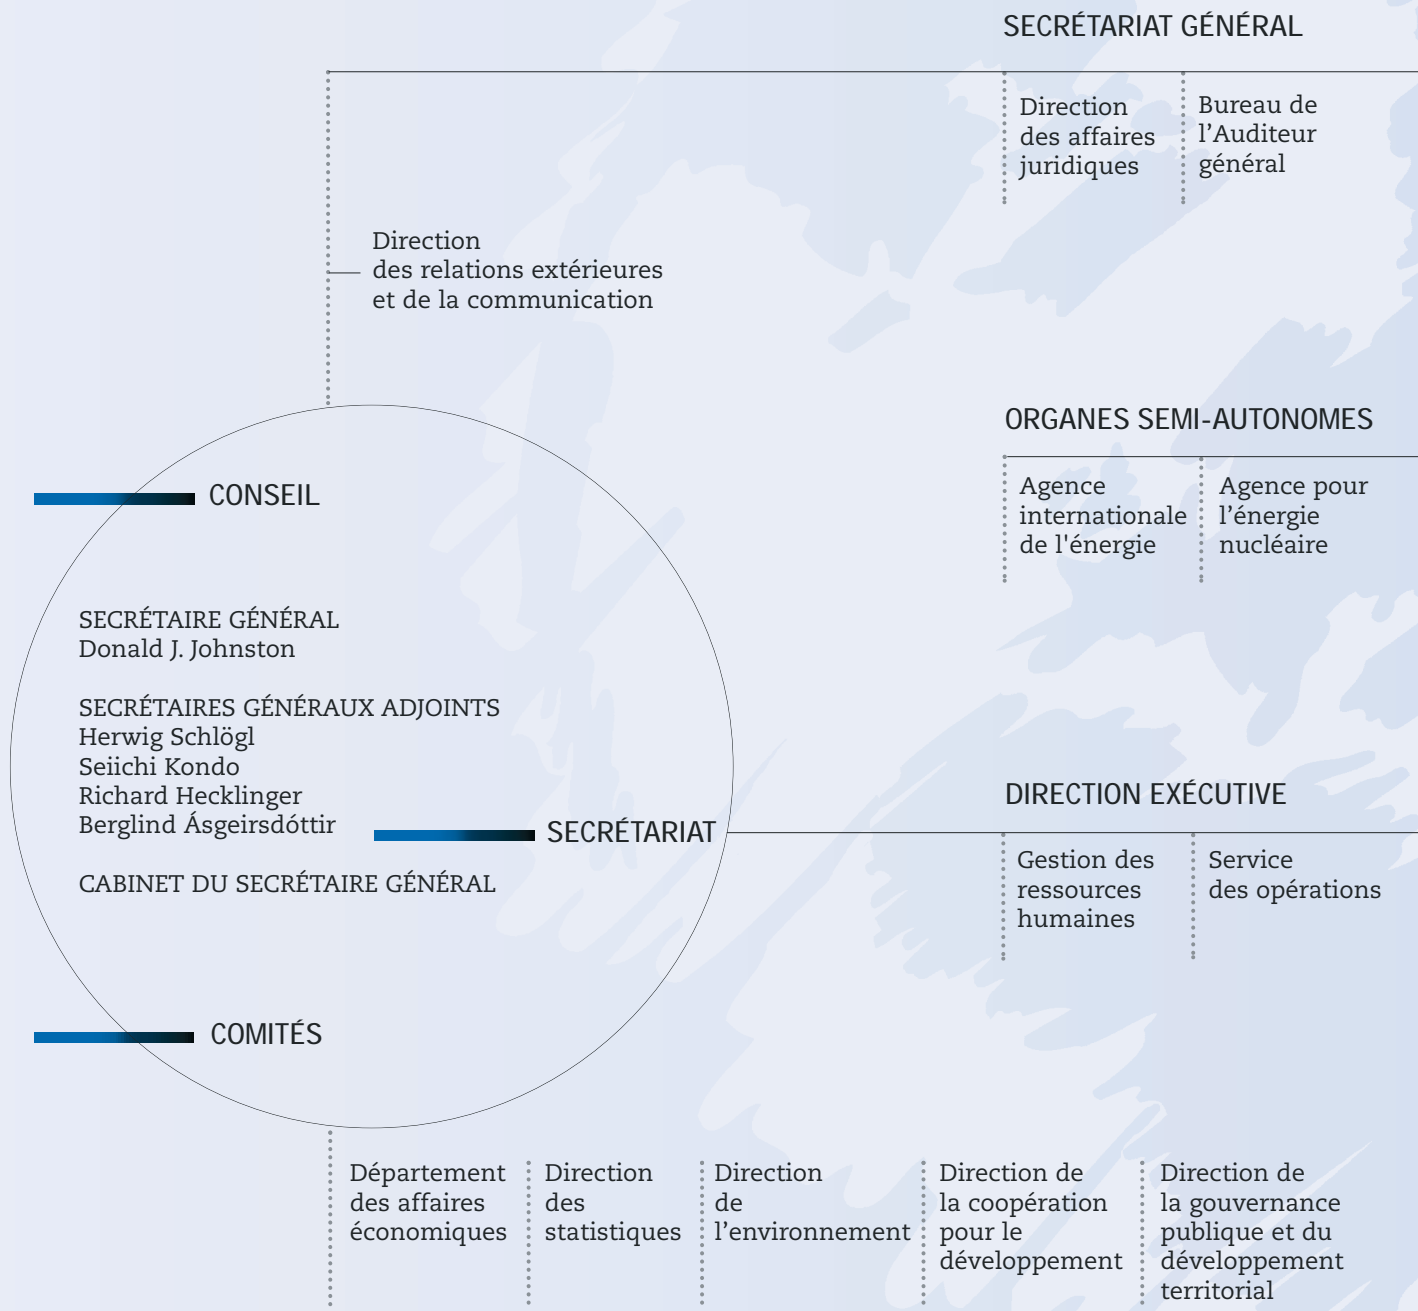 SECRÉTARIAT GÉNÉRAL
Direction
des affaires
juridiques
Bureau de
l’Auditeur
général
Direction
des relations extérieures
et de la communication
ORGANES SEMI-AUTONOMES
Agence
internationale
de l'énergie
Agence pour
l’énergie
nucléaire
CONSEIL
SECRÉTAIRE GÉNÉRAL
Donald J. Johnston
SECRÉTAIRES GÉNÉRAUX ADJOINTS
Herwig Schlögl
Seiichi Kondo
Richard Hecklinger
Berglind Ásgeirsdóttir
SECRÉTARIAT
CABINET DU SECRÉTAIRE GÉNÉRAL
DIRECTION EXÉCUTIVE
Gestion des
ressources
humaines
Service
des opérations
COMITÉS
Département
des affaires
économiques
Direction
des
statistiques
Direction
de
l’environnement
Direction de
la coopération
pour le
développement
Direction de
la gouvernance
publique et du
développement
territorial